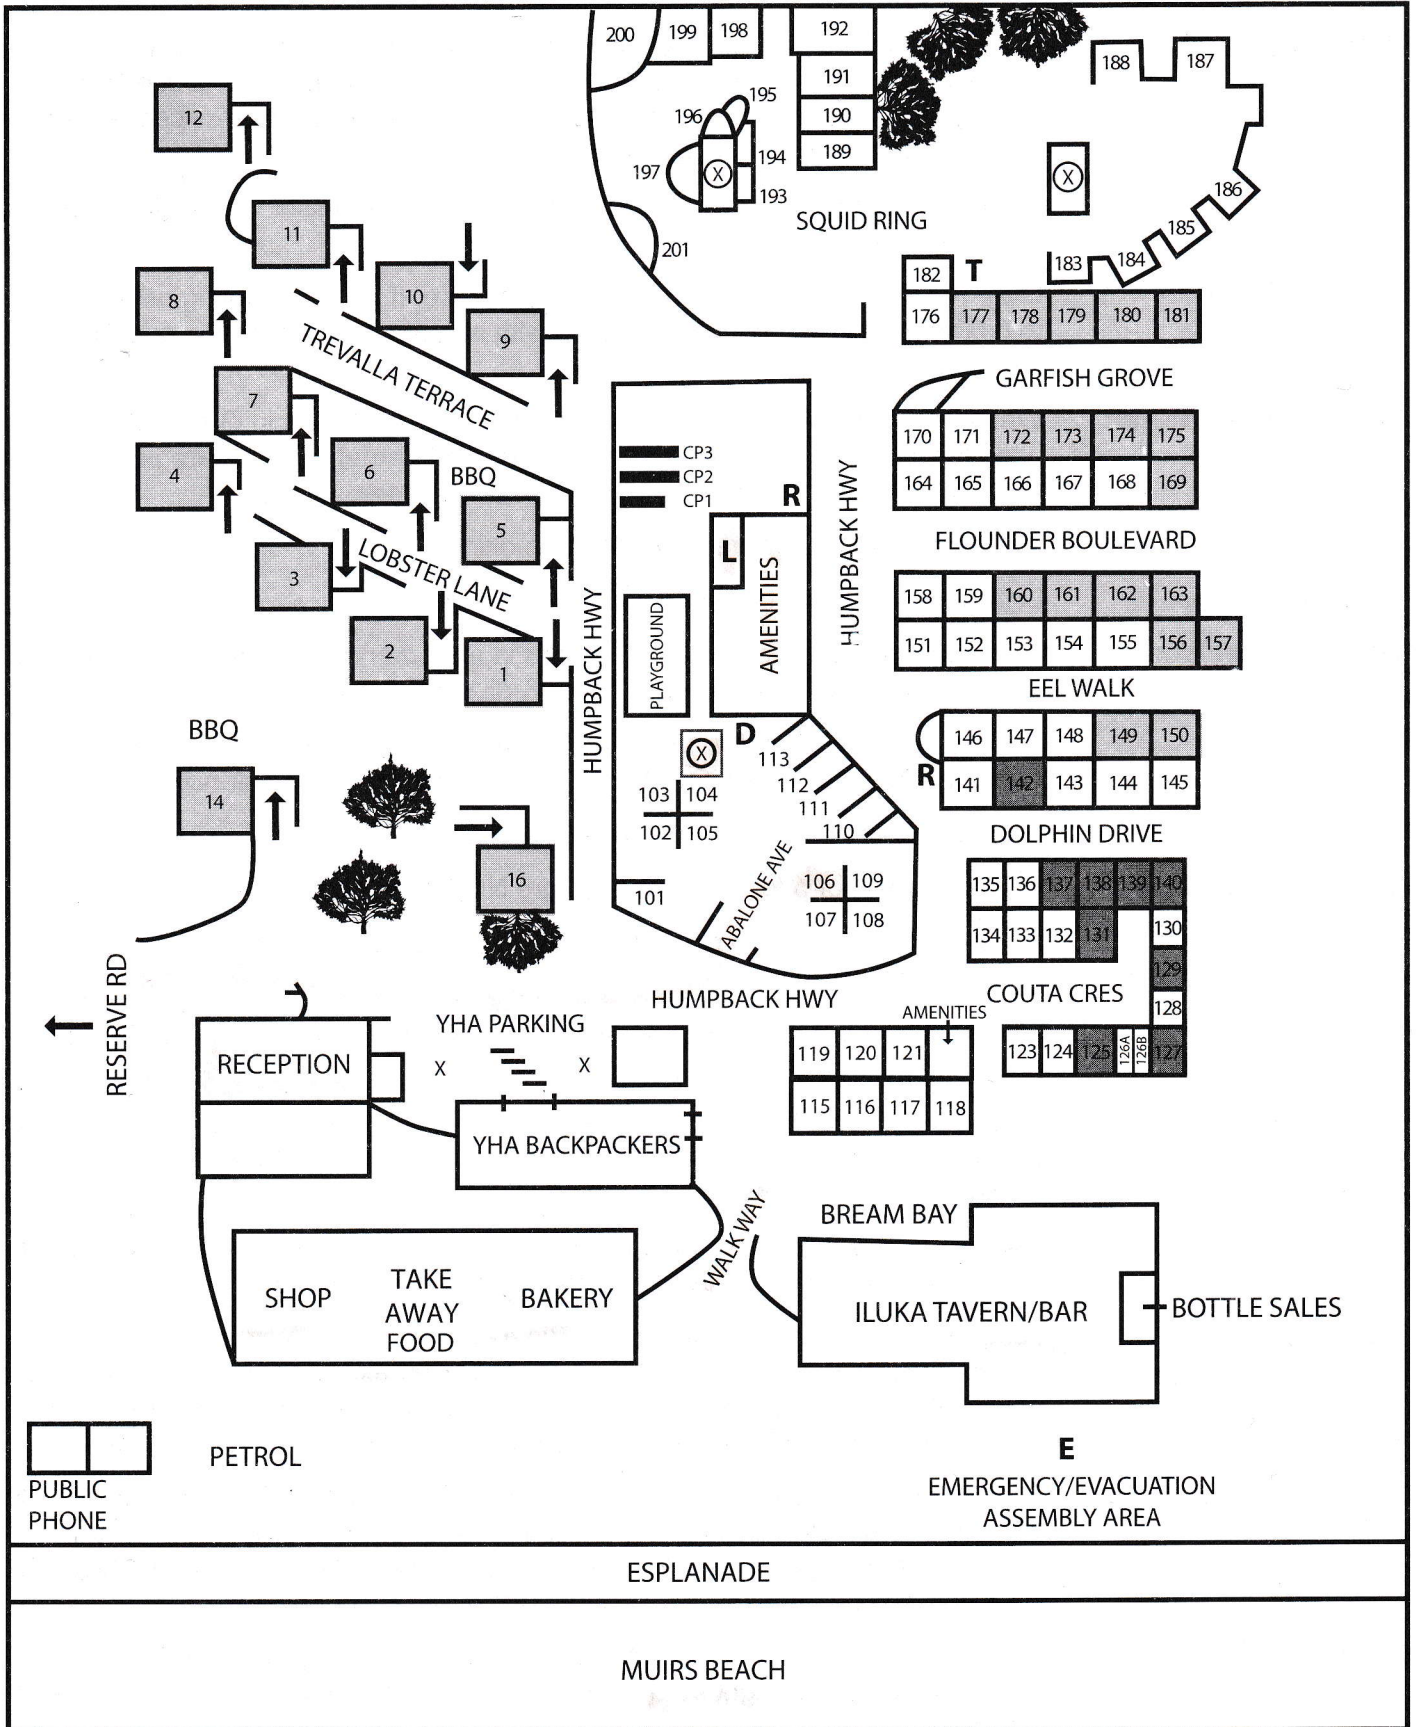 200 199 198 192
188 187
191
12
195
196 190
189
194
197 X X
193
186
SQUID RING
11 185
201
184
183
182 T
8 10
176 177 178 179 180 181
9
TREVALLA TERRACE
GARFISH GROVE
7
170 171 172 173 174 175
CP3
4 6 BBQ CP2
164 165 166 167 168 169
CP1 R
HUMPBACK HWY
5
FLOUNDER BOULEVARD
L
LOBSTER LANE
3
AMENITIES
158 159 160 161 162 163
PLAYGROUND
HUMPBACK HWY
2 151 152 153 154 155 156 157
1
EEL WALK
BBQ
D 146 147 148 149 150
X 113
R
141 142 143 144 145
112
103 104
14
111
102 105 110
DOLPHIN DRIVE
16
106 109
135 136 137 138 139 140
101
ABALONE AVE
107 108
134 133 132 131 130
129
RESERVE RD
HUMPBACK HWY
COUTA CRES
128
AMENITIES
YHA PARKING
119 120 121
123 124 125 126A 126B 127
RECEPTION
X X
115 116 117 118
YHA BACKPACKERS
WALK WAY
BREAM BAY
SHOP
TAKE
AWAY
FOOD
BAKERY
ILUKA TAVERN/BAR
BOTTLE SALES
PETROL
E
PUBLIC
PHONE
EMERGENCY/EVACUATION
ASSEMBLY AREA
ESPLANADE
MUIRS BEACH